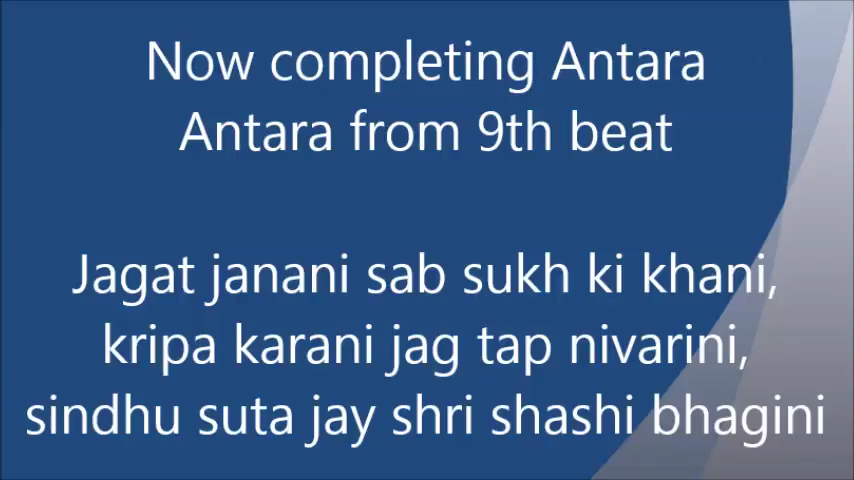 Now completing Antara
Antara from 9th beat
Jagat janani sab sukh ki khani,
kripa karani jag tap nivarini,
sindhu suta jay shri shashi bhagini